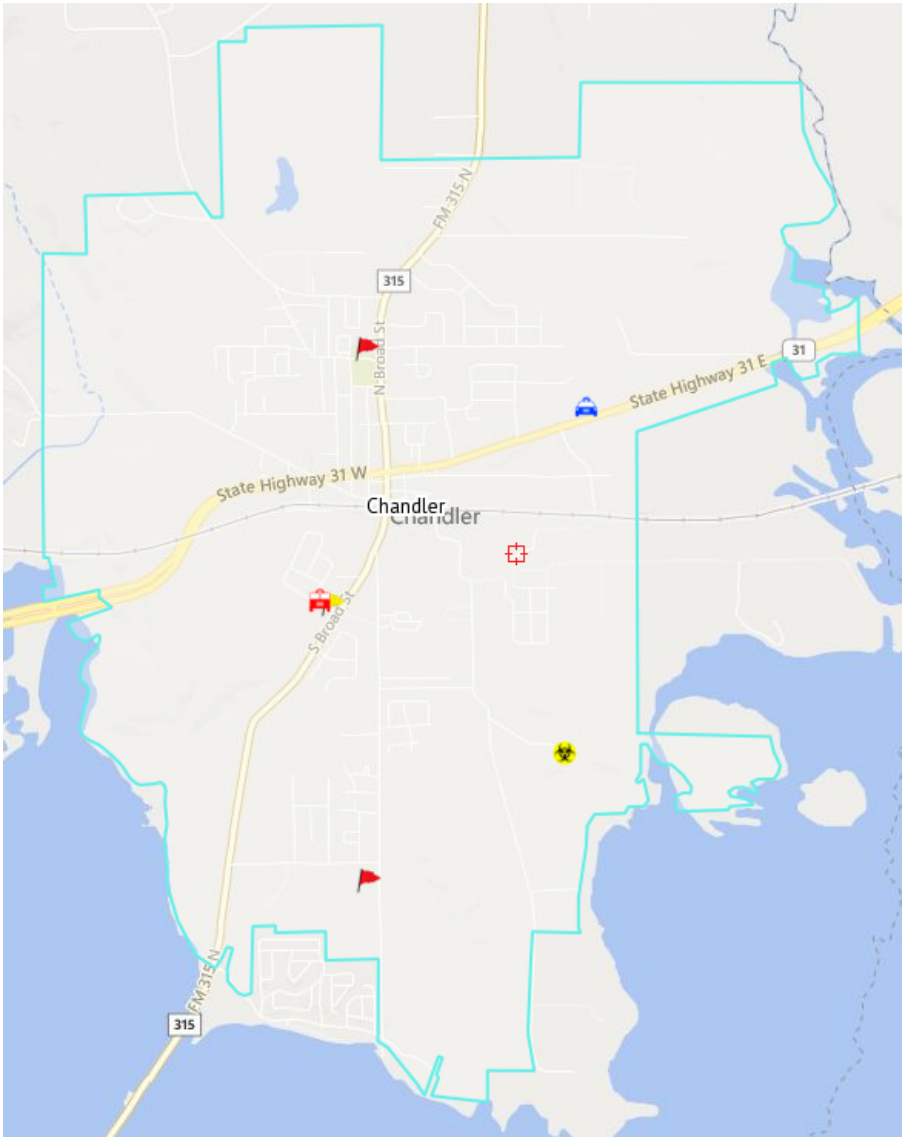 FM 315 N
315
N Broad St
31
State Highway 31 E
State Highway 31 W
Chandler
Chandler
S Broad St
FM 315 N
315